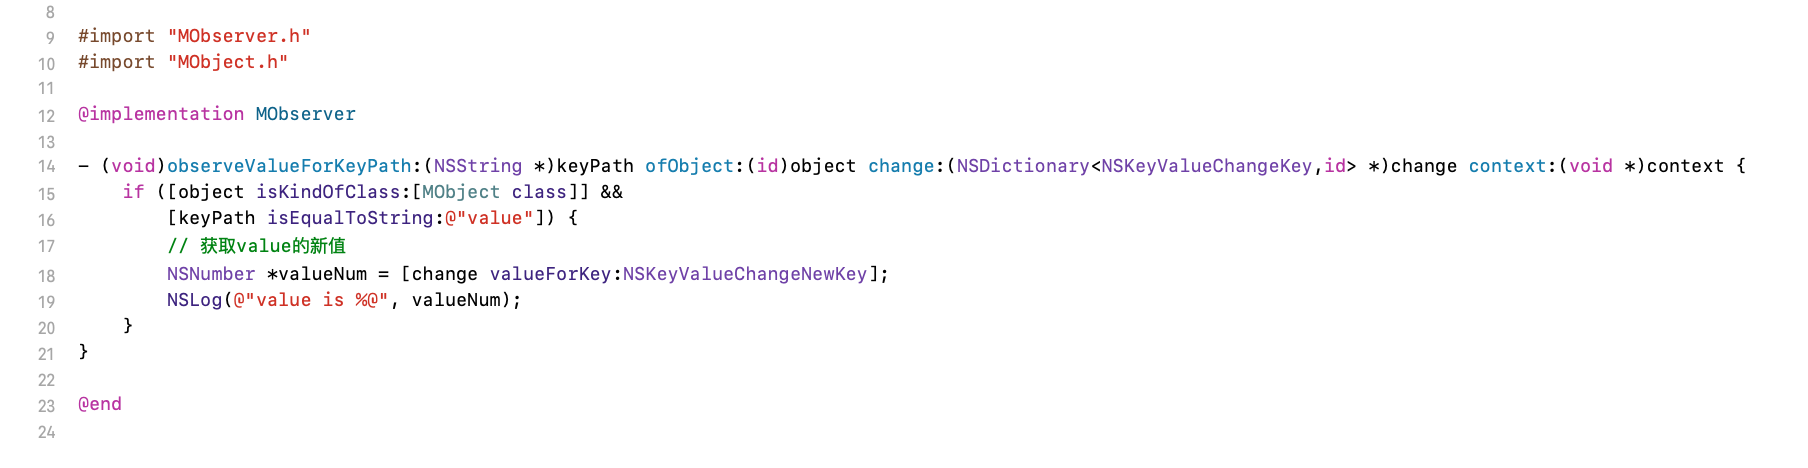 8
9 #import "MObserver.h"
10 #import "MObject.h"
11
12 @implementation MObserver
13
14 - (void)observeValueForKeyPath:(NSString *)keyPath ofObject:(id)object change:(NSDictionary<NSKeyValueChangeKey,id> *)change context:(void *)context {
15     if ([object isKindOfClass:[MObject class]] &&
16         [keyPath isEqualToString:@"value"]) {
17         // 获取value的新值
18         NSNumber *valueNum = [change valueForKey:NSKeyValueChangeNewKey];
19         NSLog(@"value is %@", valueNum);
20     }
21 }
22
23 @end
24